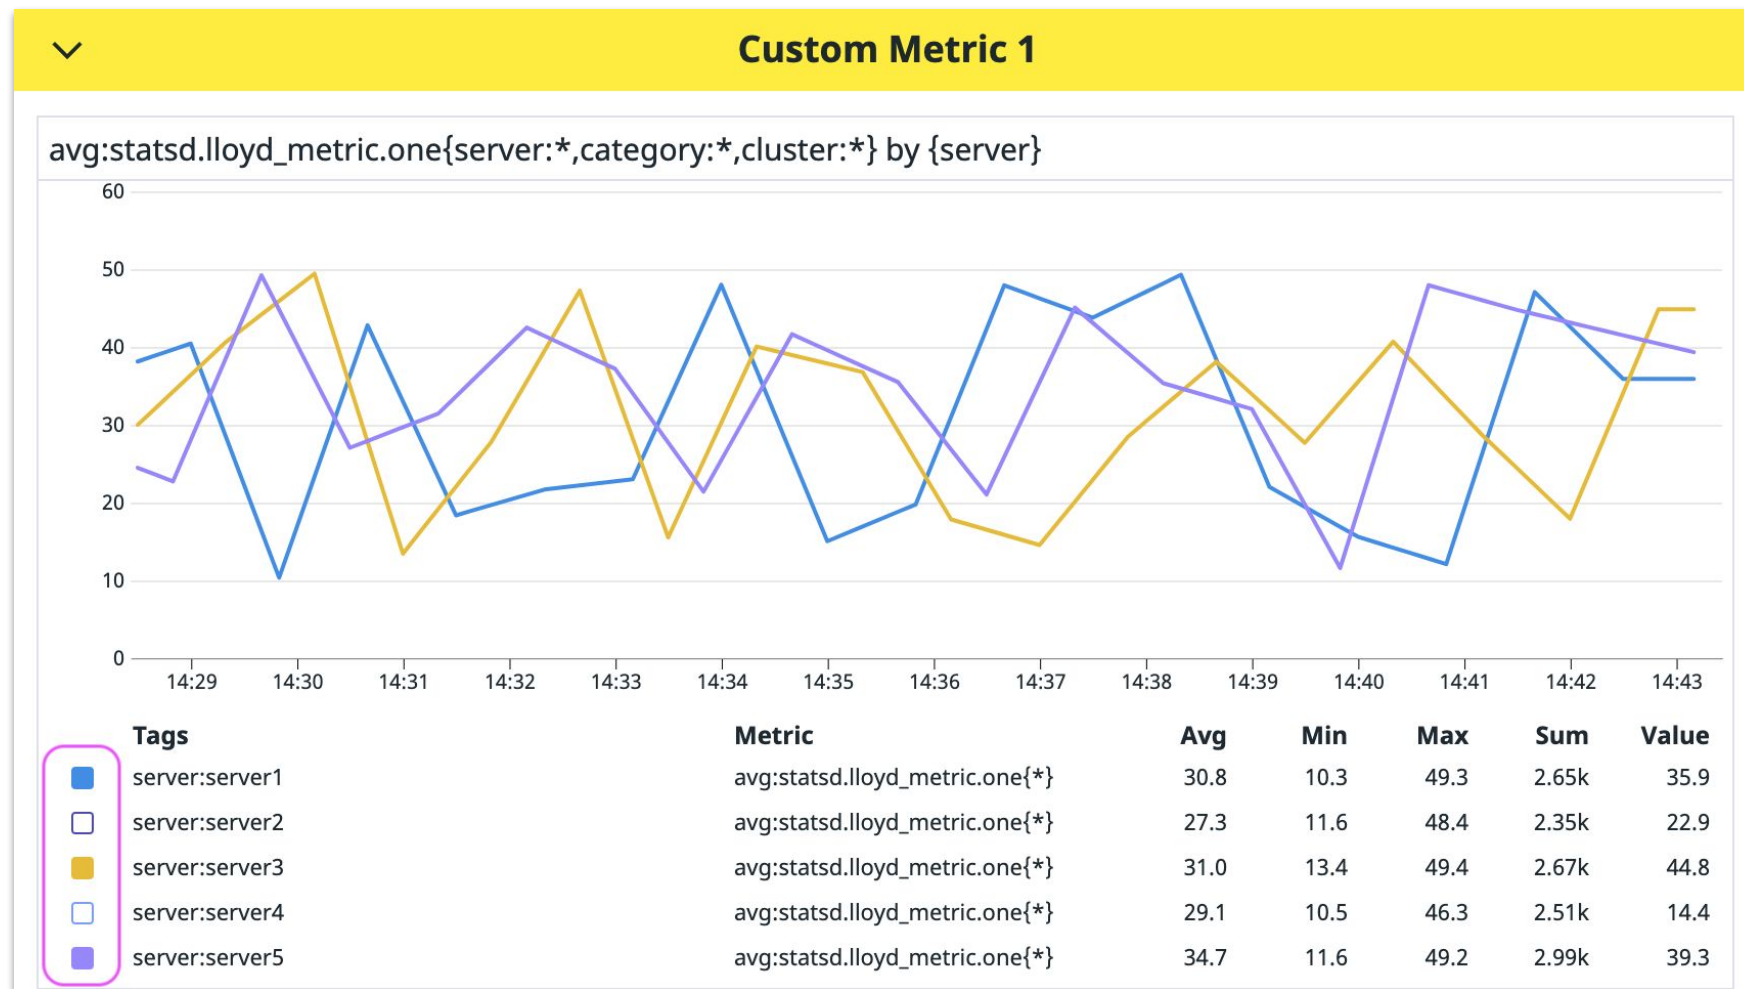 Custom Metric 1
avg:statsd.lloyd_metric.one{server:*,category:*,cluster:*} by {server}
60
50
40
30
20
10
0
14:29 14:30 14:31 14:32 14:33 14:34 14:35 14:36 14:37 14:38 14:39 14:40 14:41 14:42 14:43
Tags Metric Avg Min Max Sum Value
server:server1 avg:statsd.lloyd_metric.one{*} 30.8 10.3 49.3 2.65k 35.9
server:server2 avg:statsd.lloyd_metric.one{*} 27.3 11.6 48.4 2.35k 22.9
server:server3 avg:statsd.lloyd_metric.one{*} 31.0 13.4 49.4 2.67k 44.8
server:server4 avg:statsd.lloyd_metric.one{*} 29.1 10.5 46.3 2.51k 14.4
server:server5 avg:statsd.lloyd_metric.one{*} 34.7 11.6 49.2 2.99k 39.3